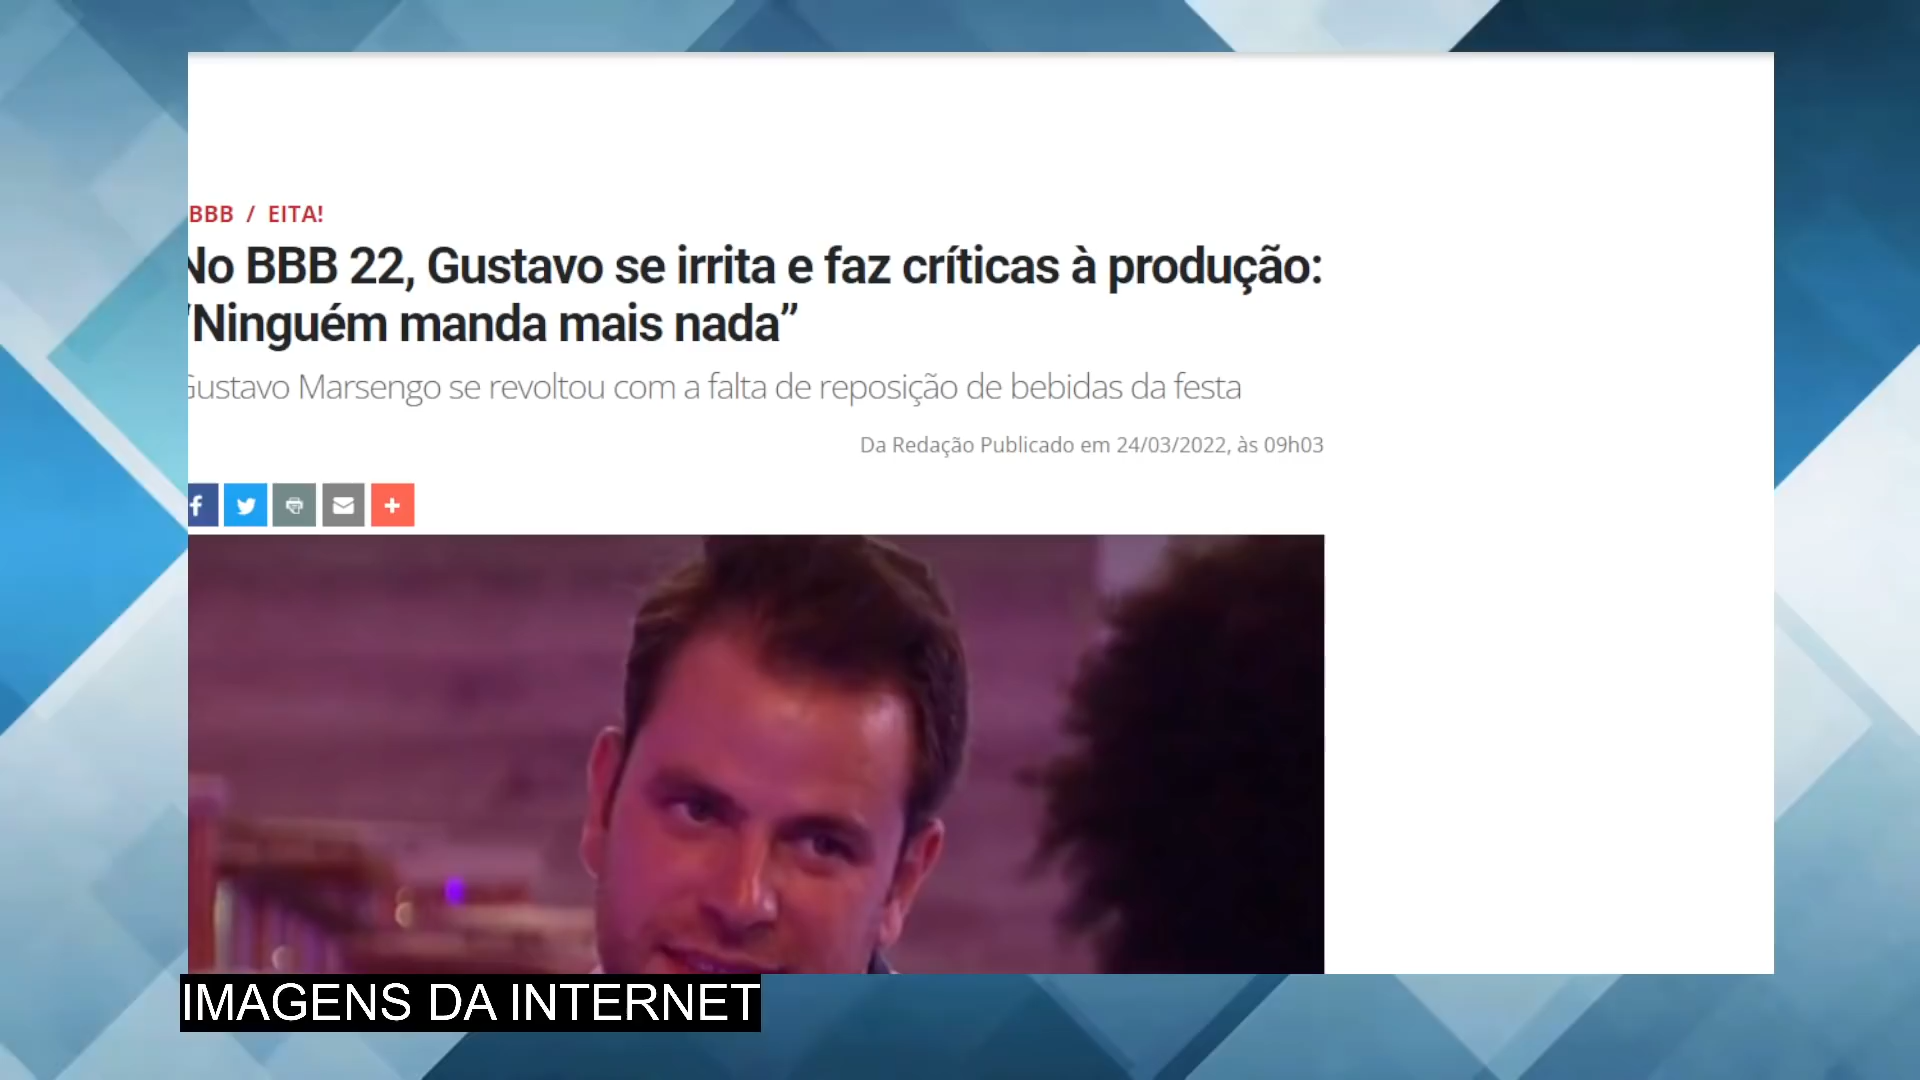 BBB / EITA!
No BBB 22, Gustavo se irrita e faz críticas à produção:
“Ninguém manda mais nada”
Gustavo Marsengo se revoltou com a falta de reposição de bebidas da festa
Da Redação Publicado em 24/03/2022, às 09h03
IMAGENS DA INTERNET